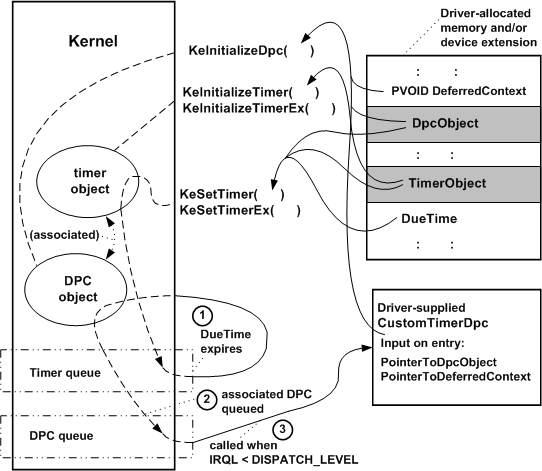 Kernel
KeInitializeDpc( )
KeInitializeTimer( )
KeInitializeTimerEx( )
timer
object
KeSetTimer( )
KeSetTimerEx( )
(associated)
DPC
object
1
DueTime
expires
Timer queue
2
associated DPC
queued
DPC queue
3
called when
IRQL < DISPATCH_LEVEL
Driver-allocated
memory and/or
device extension
: :
PVOID DeferredContext
DpcObject
: :
TimerObject
DueTime
: :
Driver-supplied
CustomTimerDpc
Input on entry:
PointerToDpcObject
PointerToDeferredContext